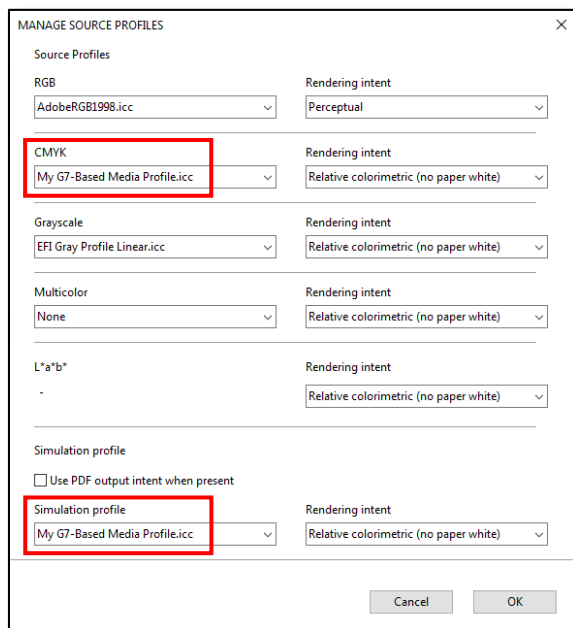 MANAGE SOURCE PROFILES
Source Profiles
RGB
Rendering intent
AdobeRGB1998.icc
Perceptual
CMYK
Rendering intent
My G7-Based Media Profile.icc
Relative colorimetric (no paper white)
Grayscale
Rendering intent
EFI Gray Profile Linear.icc
Relative colorimetric (no paper white)
Multicolor
Rendering intent
None
Relative colorimetric (no paper white)
L*a*b*
Rendering intent
-
Relative colorimetric (no paper white)
Simulation profile
Use PDF output intent when present
Simulation profile
Rendering intent
My G7-Based Media Profile.icc
Relative colorimetric (no paper white)
Cancel
OK